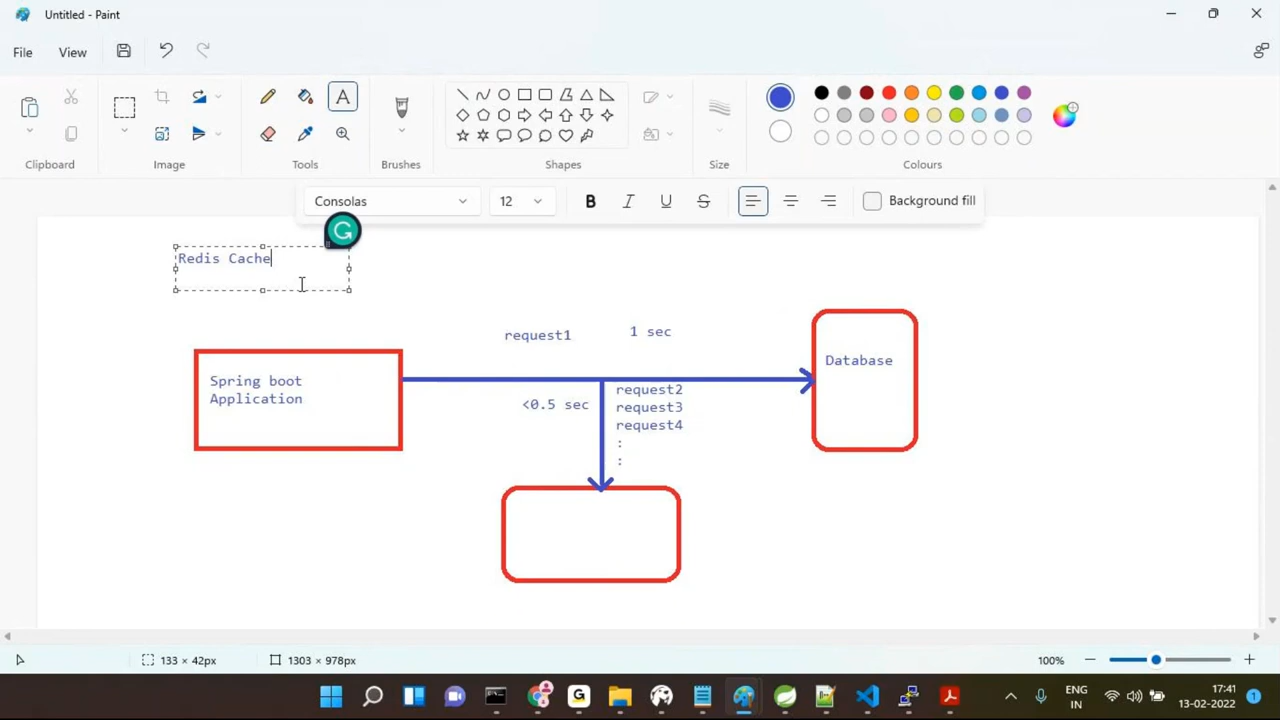 Untitled - Paint
File
View
Clipboard
Image
Tools
Brushes
Shapes
Size
Colours
Consolas
12
B
I
U
S
Background fill
Redis Cache
request1
1 sec
Spring boot
Application
Database
<0.5 sec
request2
request3
request4
:
:
133 × 42px
1303 × 978px
100%
ENG
IN
17:41
13-02-2022
1